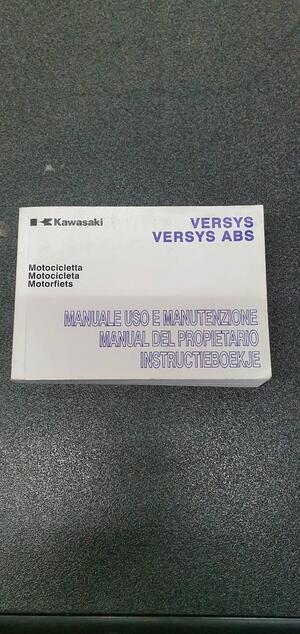 Kawasaki
VERSYS
VERSYS ABS
Motocicletta
Motocicleta
Motorfiets
MANUALE USO E MANUTENZIONE
MANUAL DEL PROPIETARIO
INSTRUCTIEBOEKJE